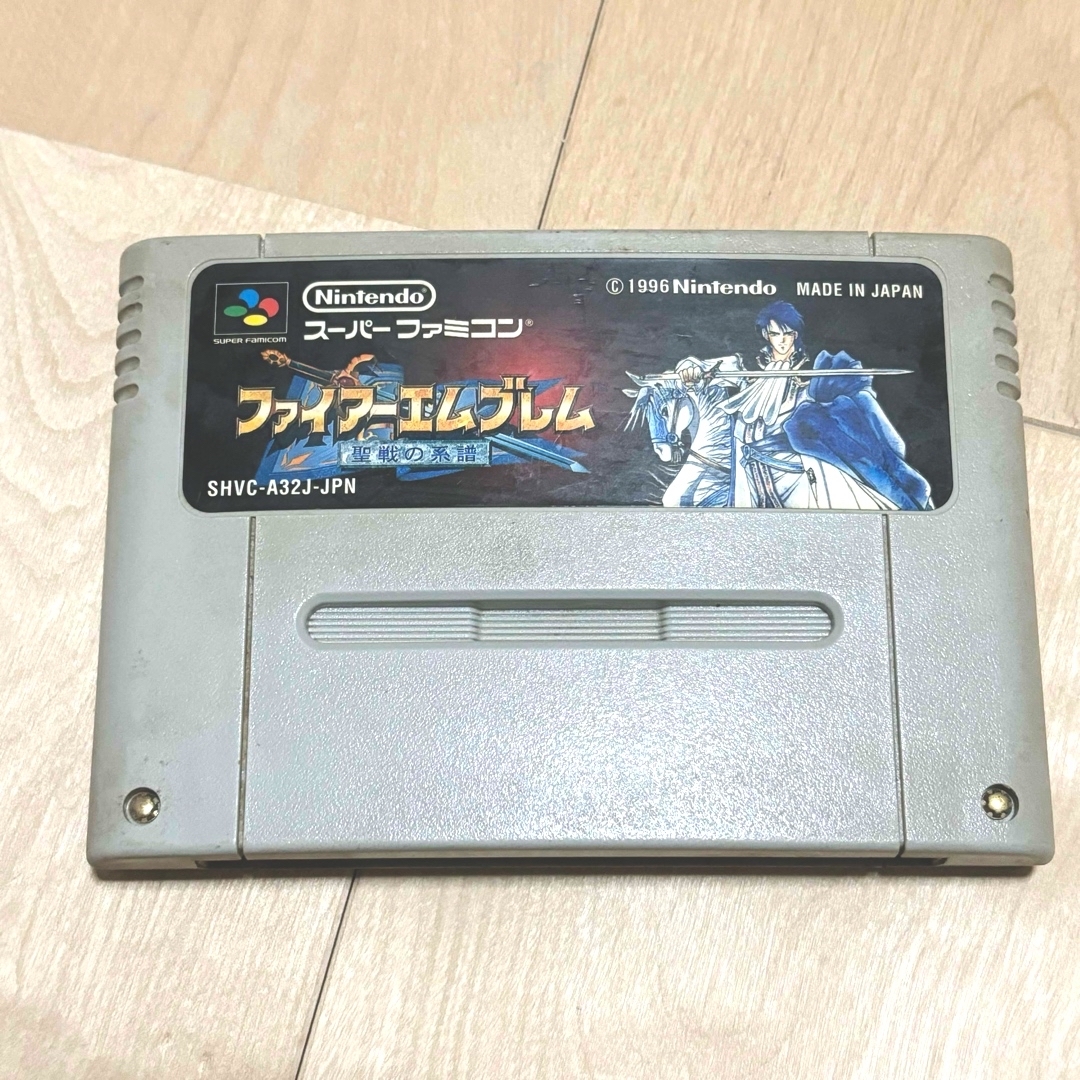 SUPER FAMICOM
Nintendo
スーパーファミコン®
© 1996 Nintendo MADE IN JAPAN
ファイアーエムブレム
聖戦の系譜
SHVC-A32J-JPN